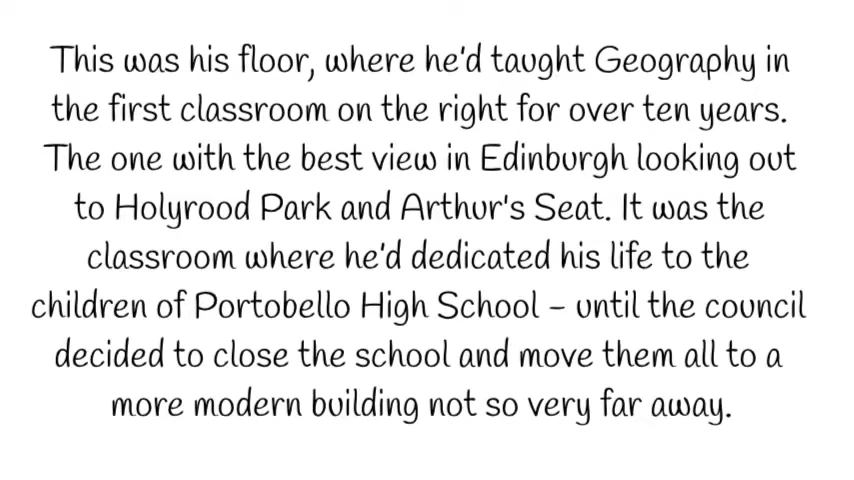 This was his floor, where he'd taught Geography in
the first classroom on the right for over ten years.
The one with the best view in Edinburgh looking out
to Holyrood Park and Arthur's Seat. It was the
classroom where he'd dedicated his life to the
children of Portobello High School – until the council
decided to close the school and move them all to a
more modern building not so very far away.